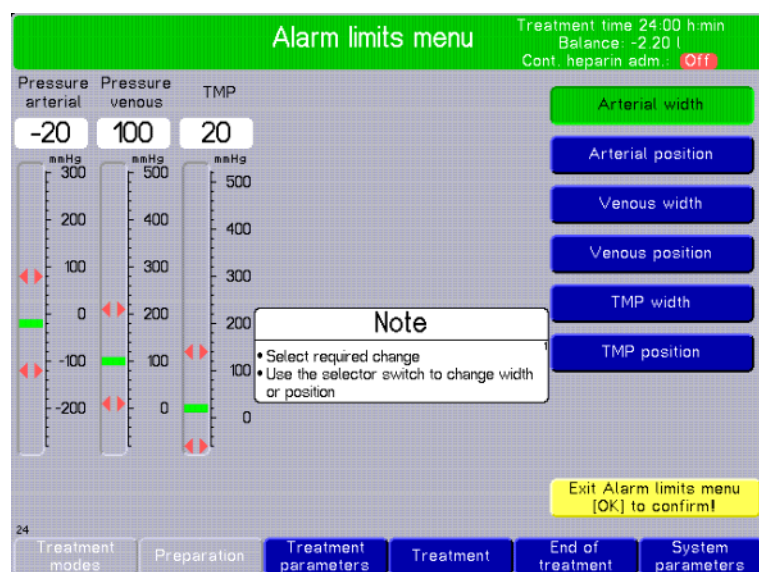 Alarm limits menu
Treatment time 24:00 h:min
Balance: -2.20 l
Cont. heparin adm.: Off
Pressure arterial
Pressure venous
TMP
-20
100
20
mmHg
300
200
100
0
-100
-200
mmHg
500
400
300
200
100
0
mmHg
500
400
300
200
100
0
Arterial width
Arterial position
Venous width
Venous position
TMP width
TMP position
Note
1
• Select required change
• Use the selector switch to change width
or position
Exit Alarm limits menu
[OK] to confirm!
24
Treatment modes
Preparation
Treatment parameters
Treatment
End of treatment
System parameters